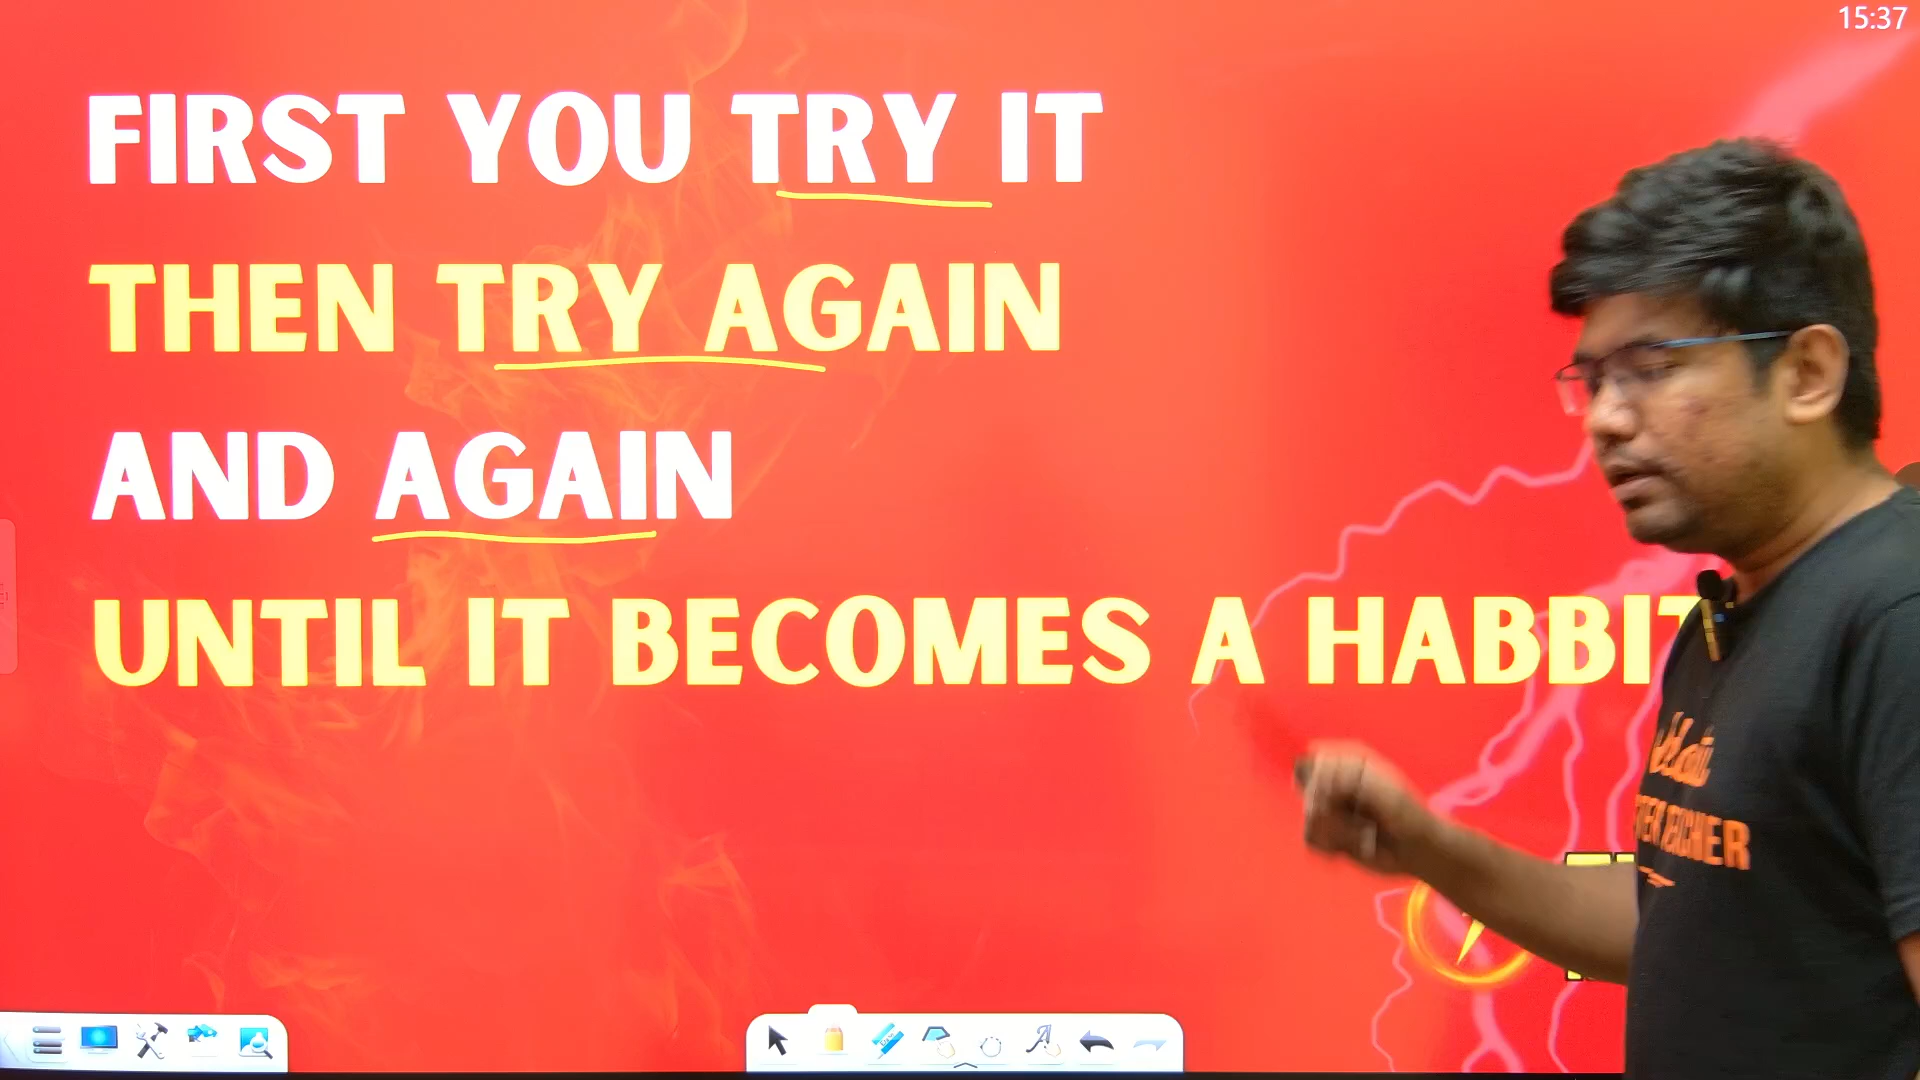 15:37
FIRST YOU TRY IT
THEN TRY AGAIN
AND AGAIN
UNTIL IT BECOMES A HABBIT